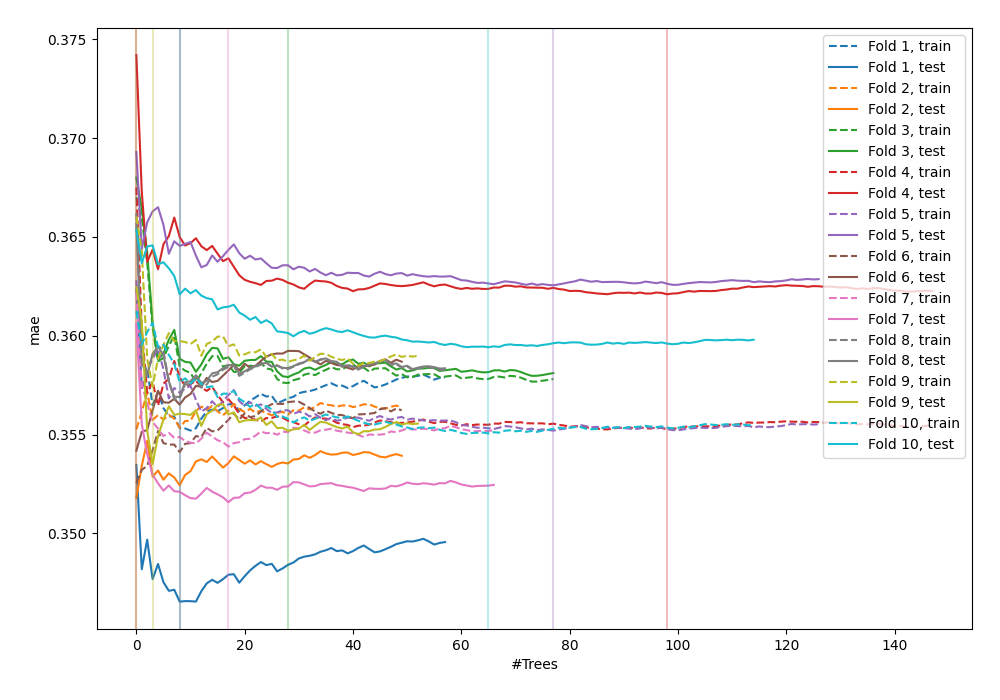 0.375
0.370
0.365
0.360
0.355
0.350
mae
0
20
40
60
80
100
120
140
#Trees
Fold 1, train
Fold 1, test
Fold 2, train
Fold 2, test
Fold 3, train
Fold 3, test
Fold 4, train
Fold 4, test
Fold 5, train
Fold 5, test
Fold 6, train
Fold 6, test
Fold 7, train
Fold 7, test
Fold 8, train
Fold 8, test
Fold 9, train
Fold 9, test
Fold 10, train
Fold 10, test